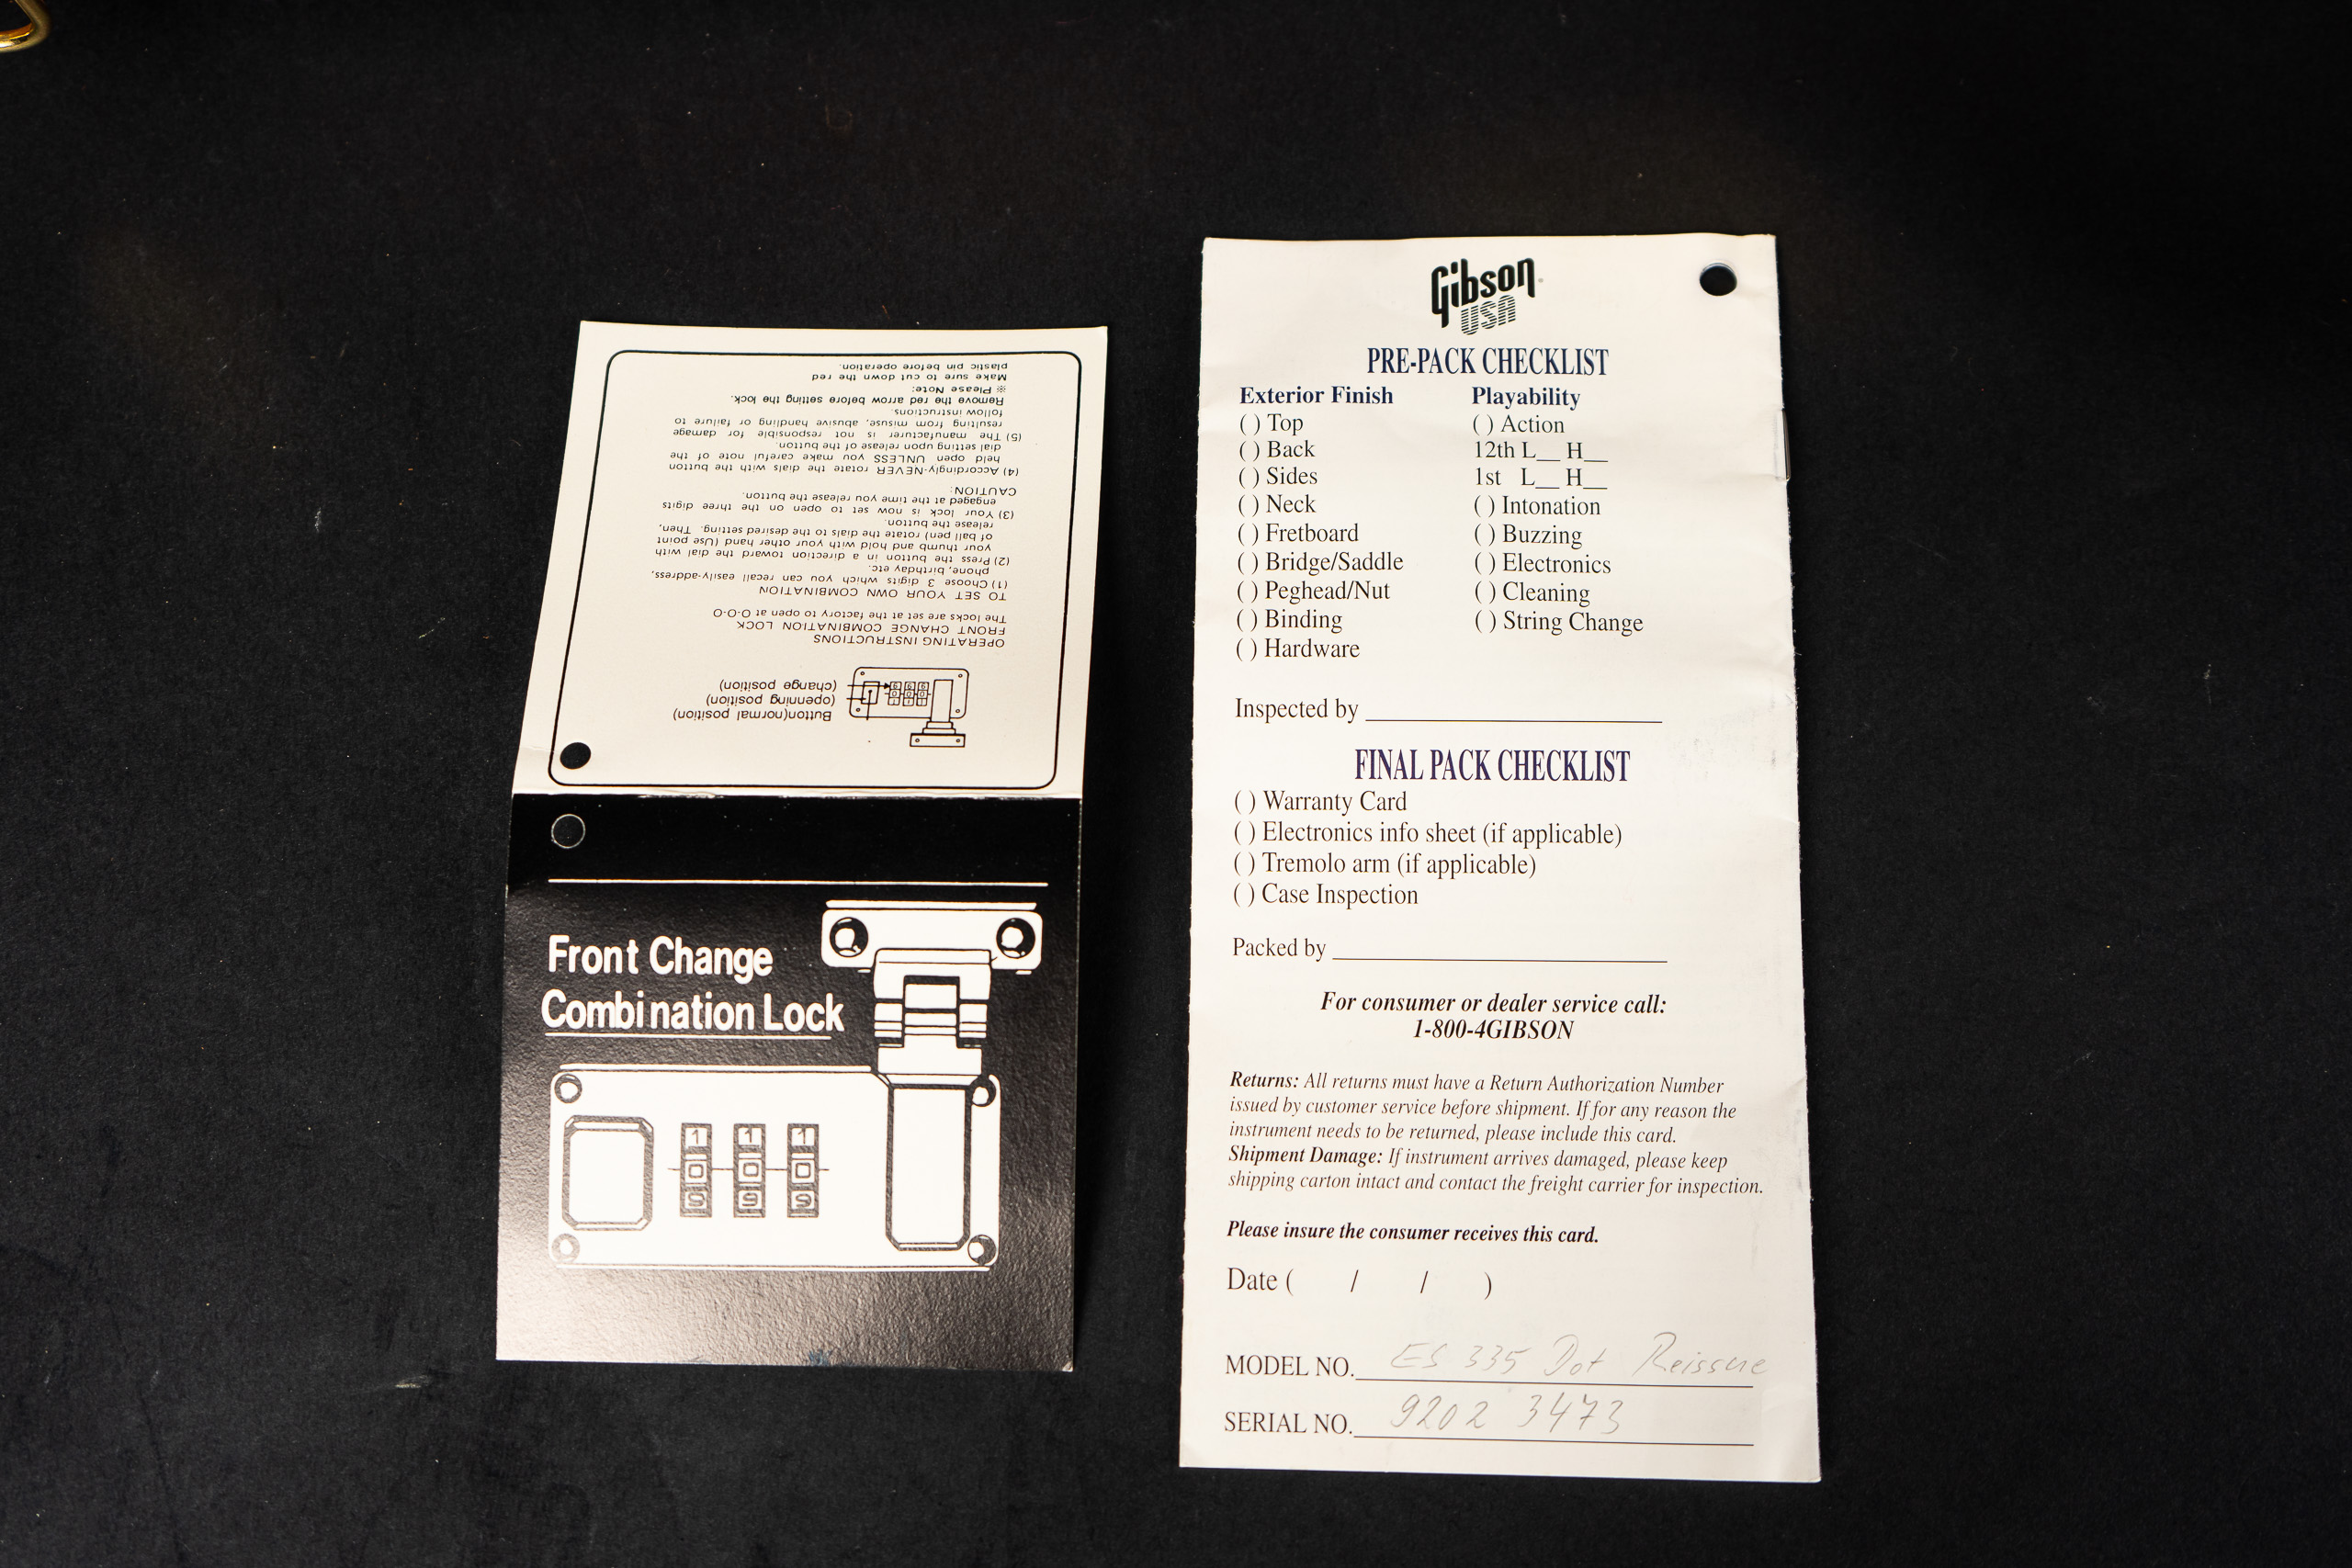 Make sure to cut down the red
plastic pin before operation.
※ Please Note:
Remove the red arrow before setting the lock.
follow instructions.
resulting from misuse, abusive handling or failure to
(5) The manufacturer is not responsible for damage
dial setting upon release of the button.
held open UNLESS you make careful note of the
(4) Accordingly-NEVER rotate the dials with the button
CAUTION:
engaged at the time you release the button.
(3) Your lock is now set to open on the three digits
release the button.
of ball pen) rotate the dials to the desired setting. Then,
your thumb and hold with your other hand (Use point
(2) Press the button in a direction toward the dial with
phone, birthday etc.
(1) Choose 3 digits which you can recall easily-address,
TO SET YOUR OWN COMBINATION
The locks are set at the factory to open at 0-0-0
FRONT CHANGE COMBINATION LOCK
OPERATING INSTRUCTIONS
(change position)
(openning position)
Button(normal position)
Front Change
Combination Lock
1 1 1
0 0 0
9 9 9
Gibson
USA
PRE-PACK CHECKLIST
Exterior Finish Playability
( ) Top ( ) Action
( ) Back 12th L__ H__
( ) Sides 1st L__ H__
( ) Neck ( ) Intonation
( ) Fretboard ( ) Buzzing
( ) Bridge/Saddle ( ) Electronics
( ) Peghead/Nut ( ) Cleaning
( ) Binding ( ) String Change
( ) Hardware
Inspected by
FINAL PACK CHECKLIST
( ) Warranty Card
( ) Electronics info sheet (if applicable)
( ) Tremolo arm (if applicable)
( ) Case Inspection
Packed by
For consumer or dealer service call:
1-800-4GIBSON
Returns: All returns must have a Return Authorization Number
issued by customer service before shipment. If for any reason the
instrument needs to be returned, please include this card.
Shipment Damage: If instrument arrives damaged, please keep
shipping carton intact and contact the freight carrier for inspection.
Please insure the consumer receives this card.
Date ( / / )
MODEL NO. ES 335 Dot Reissue
SERIAL NO. 9202 3473